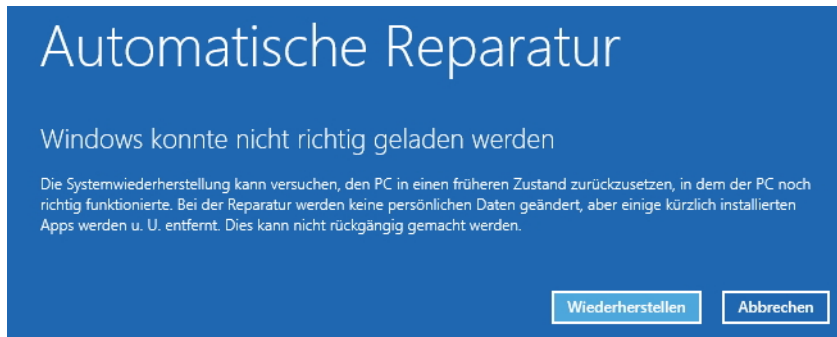 Automatische Reparatur
Windows konnte nicht richtig geladen werden
Die Systemwiederherstellung kann versuchen, den PC in einen früheren Zustand zurückzusetzen, in dem der PC noch
richtig funktionierte. Bei der Reparatur werden keine persönlichen Daten geändert, aber einige kürzlich installierten
Apps werden u. U. entfernt. Dies kann nicht rückgängig gemacht werden.
Wiederherstellen Abbrechen